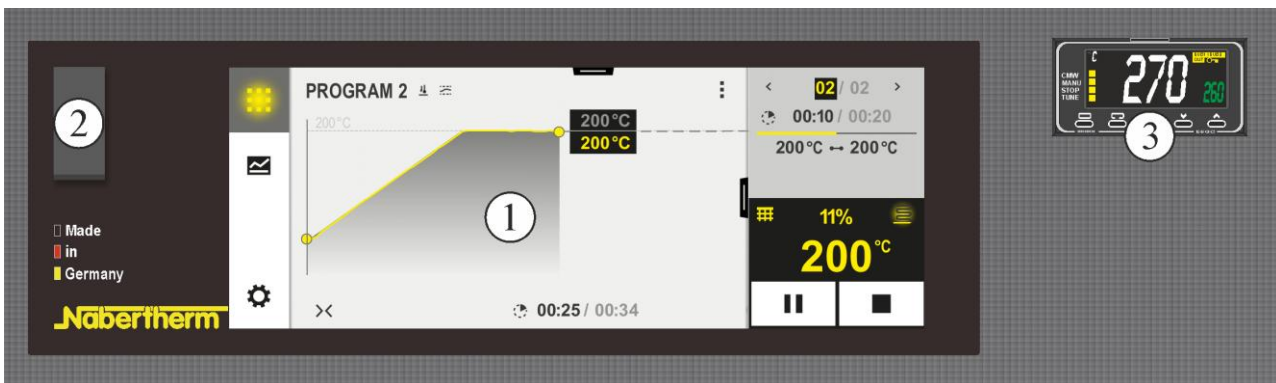 PROGRAM 2
200°C
200°C
200°C
02 / 02
00:10 / 00:20
200°C ↔ 200°C
11%
200°C
00:25 / 00:34
1
2
Made
in
Germany
Nabertherm
C
270
260
CMW
MANU
STOP
TUNE
3